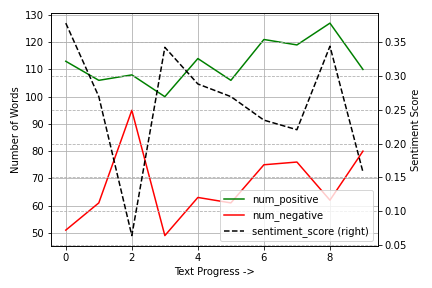 130
120
110
100
90
80
70
60
50
Number of Words
0 2 4 6 8
Text Progress ->
0.35
0.30
0.25
0.20
0.15
0.10
0.05
Sentiment Score
num_positive
num_negative
sentiment_score (right)